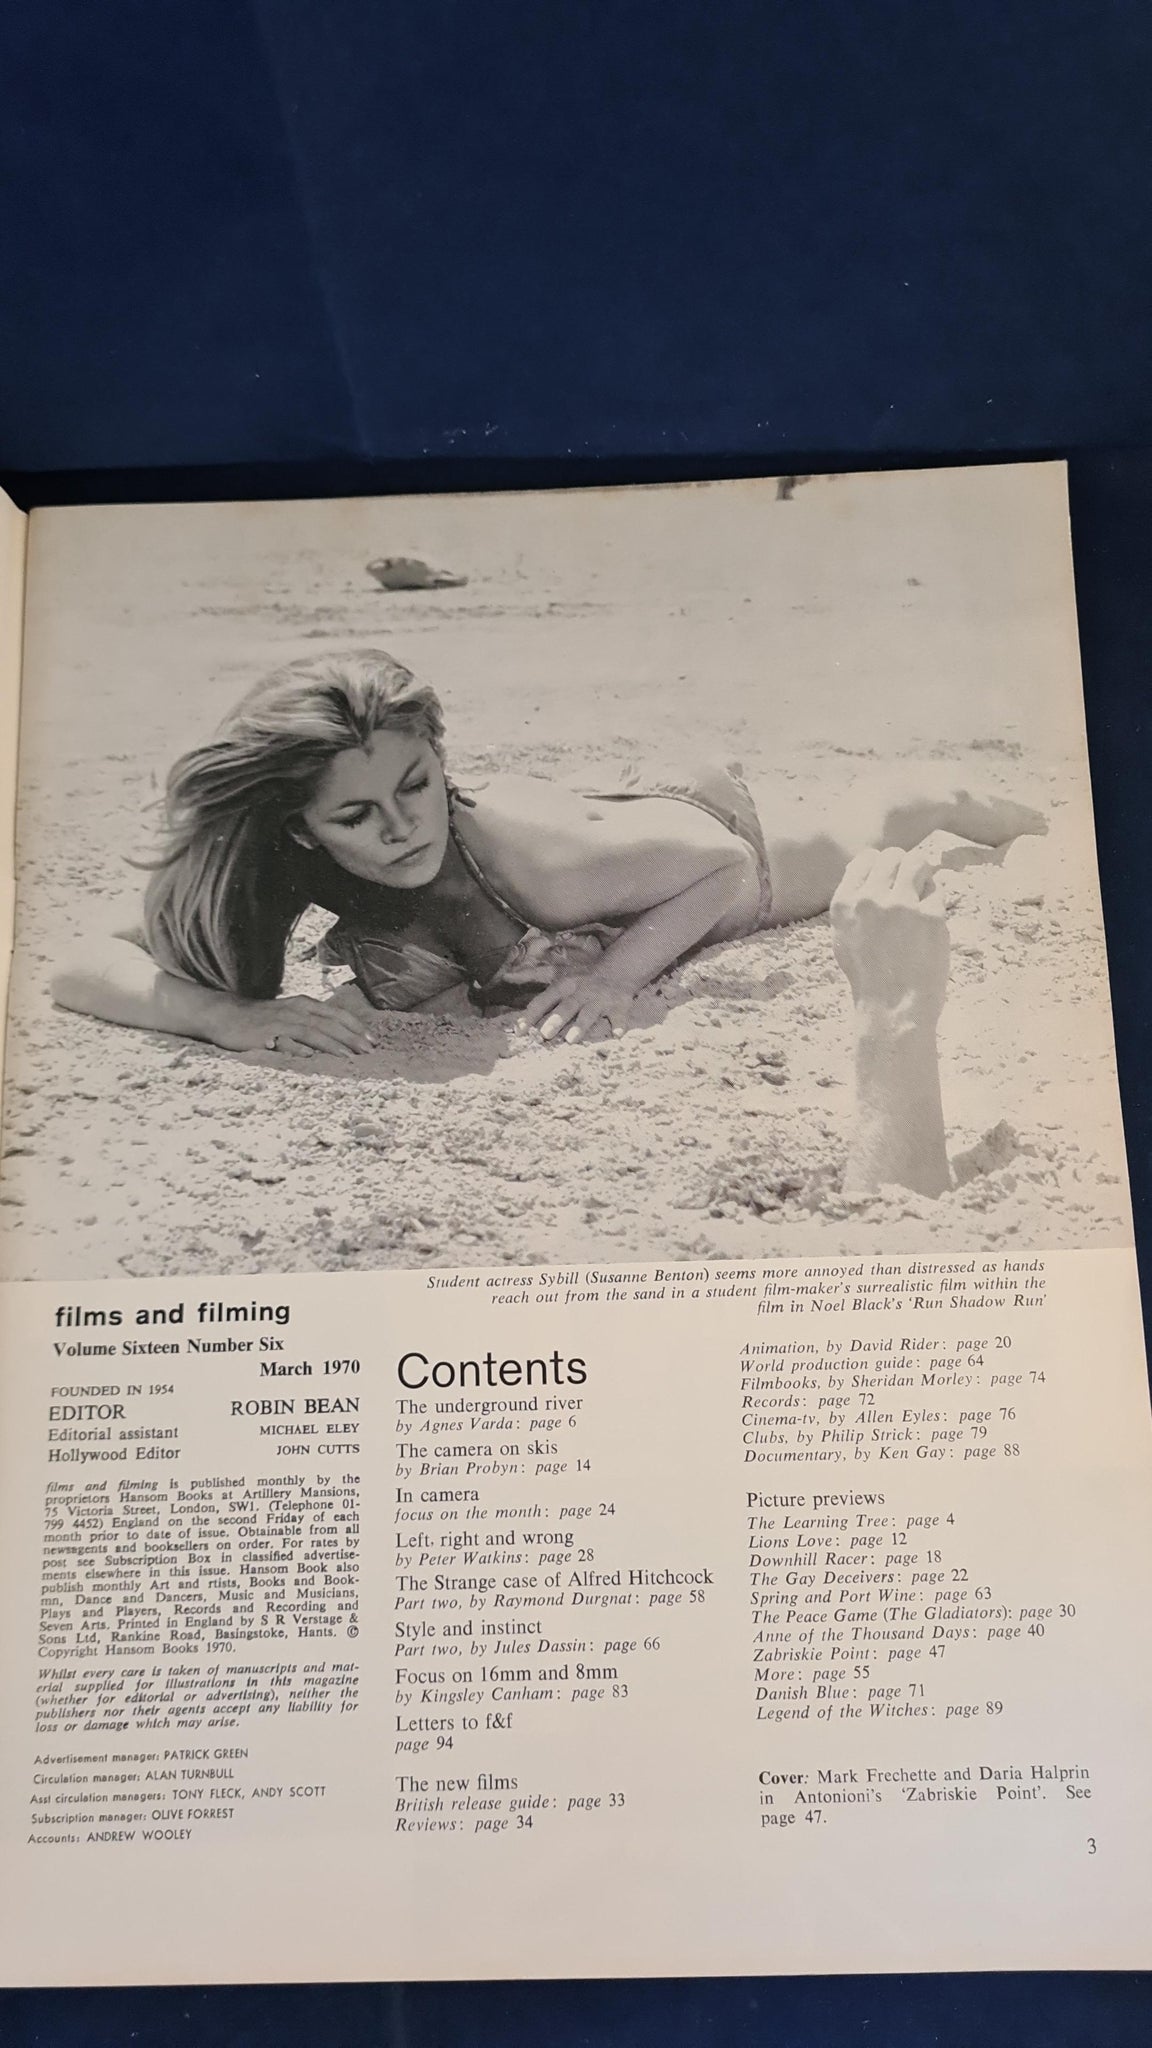 Student actress Sybill (Susanne Benton) seems more annoyed than distressed as hands
reach out from the sand in a student film-maker's surrealistic film within the
film in Noel Black's 'Run Shadow Run'
films and filming
Volume Sixteen Number Six
March 1970
FOUNDED IN 1954
EDITOR ROBIN BEAN
Editorial assistant MICHAEL ELEY
Hollywood Editor JOHN CUTTS
films and filming is published monthly by the
proprietors Hansom Books at Artillery Mansions,
75 Victoria Street, London, SW1. (Telephone 01-
799 4452) England on the second Friday of each
month prior to date of issue. Obtainable from all
newsagents and booksellers on order. For rates by
post see Subscription Box in classified advertise-
ments elsewhere in this issue. Hansom Book also
publish monthly Art and rtists, Books and Book-
mn, Dance and Dancers, Music and Musicians,
Plays and Players, Records and Recording and
Seven Arts. Printed in England by S R Verstage &
Sons Ltd, Rankine Road, Basingstoke, Hants. ©
Copyright Hansom Books 1970.
Whilst every care is taken of manuscripts and mat-
erial supplied for illustrations in this magazine
(whether for editorial or advertising), neither the
publishers nor their agents accept any liability for
loss or damage which may arise.
Advertisement manager: PATRICK GREEN
Circulation manager: ALAN TURNBULL
Asst circulation managers: TONY FLECK, ANDY SCOTT
Subscription manager: OLIVE FORREST
Accounts: ANDREW WOOLEY
Contents
The underground river
by Agnes Varda: page 6
The camera on skis
by Brian Probyn: page 14
In camera
focus on the month: page 24
Left, right and wrong
by Peter Watkins: page 28
The Strange case of Alfred Hitchcock
Part two, by Raymond Durgnat: page 58
Style and instinct
Part two, by Jules Dassin: page 66
Focus on 16mm and 8mm
by Kingsley Canham: page 83
Letters to f&f
page 94
The new films
British release guide: page 33
Reviews: page 34
Animation, by David Rider: page 20
World production guide: page 64
Filmbooks, by Sheridan Morley: page 74
Records: page 72
Cinema-tv, by Allen Eyles: page 76
Clubs, by Philip Strick: page 79
Documentary, by Ken Gay: page 88
Picture previews
The Learning Tree: page 4
Lions Love: page 12
Downhill Racer: page 18
The Gay Deceivers: page 22
Spring and Port Wine: page 63
The Peace Game (The Gladiators): page 30
Anne of the Thousand Days: page 40
Zabriskie Point: page 47
More: page 55
Danish Blue: page 71
Legend of the Witches: page 89
Cover: Mark Frechette and Daria Halprin
in Antonioni's 'Zabriskie Point'. See
page 47.
3